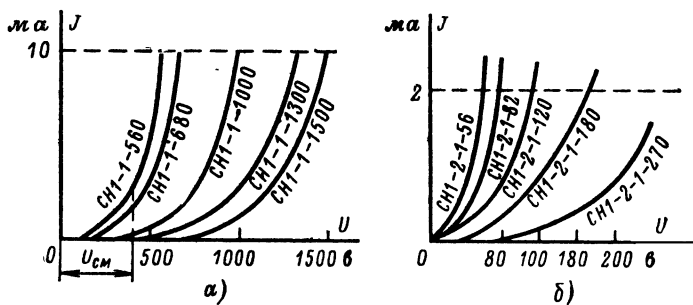 ма J
10
СН1-1-560
СН1-1-680
СН1-1-1000
СН1-1-1300
СН1-1-1500
U
0 500 1000 1500 в
Uсм
а)
ма J
2
СН1-2-1-56
СН1-2-1-82
СН1-2-1-120
СН1-2-1-180
СН1-2-1-270
U
0 80 120 160 200 в
б)